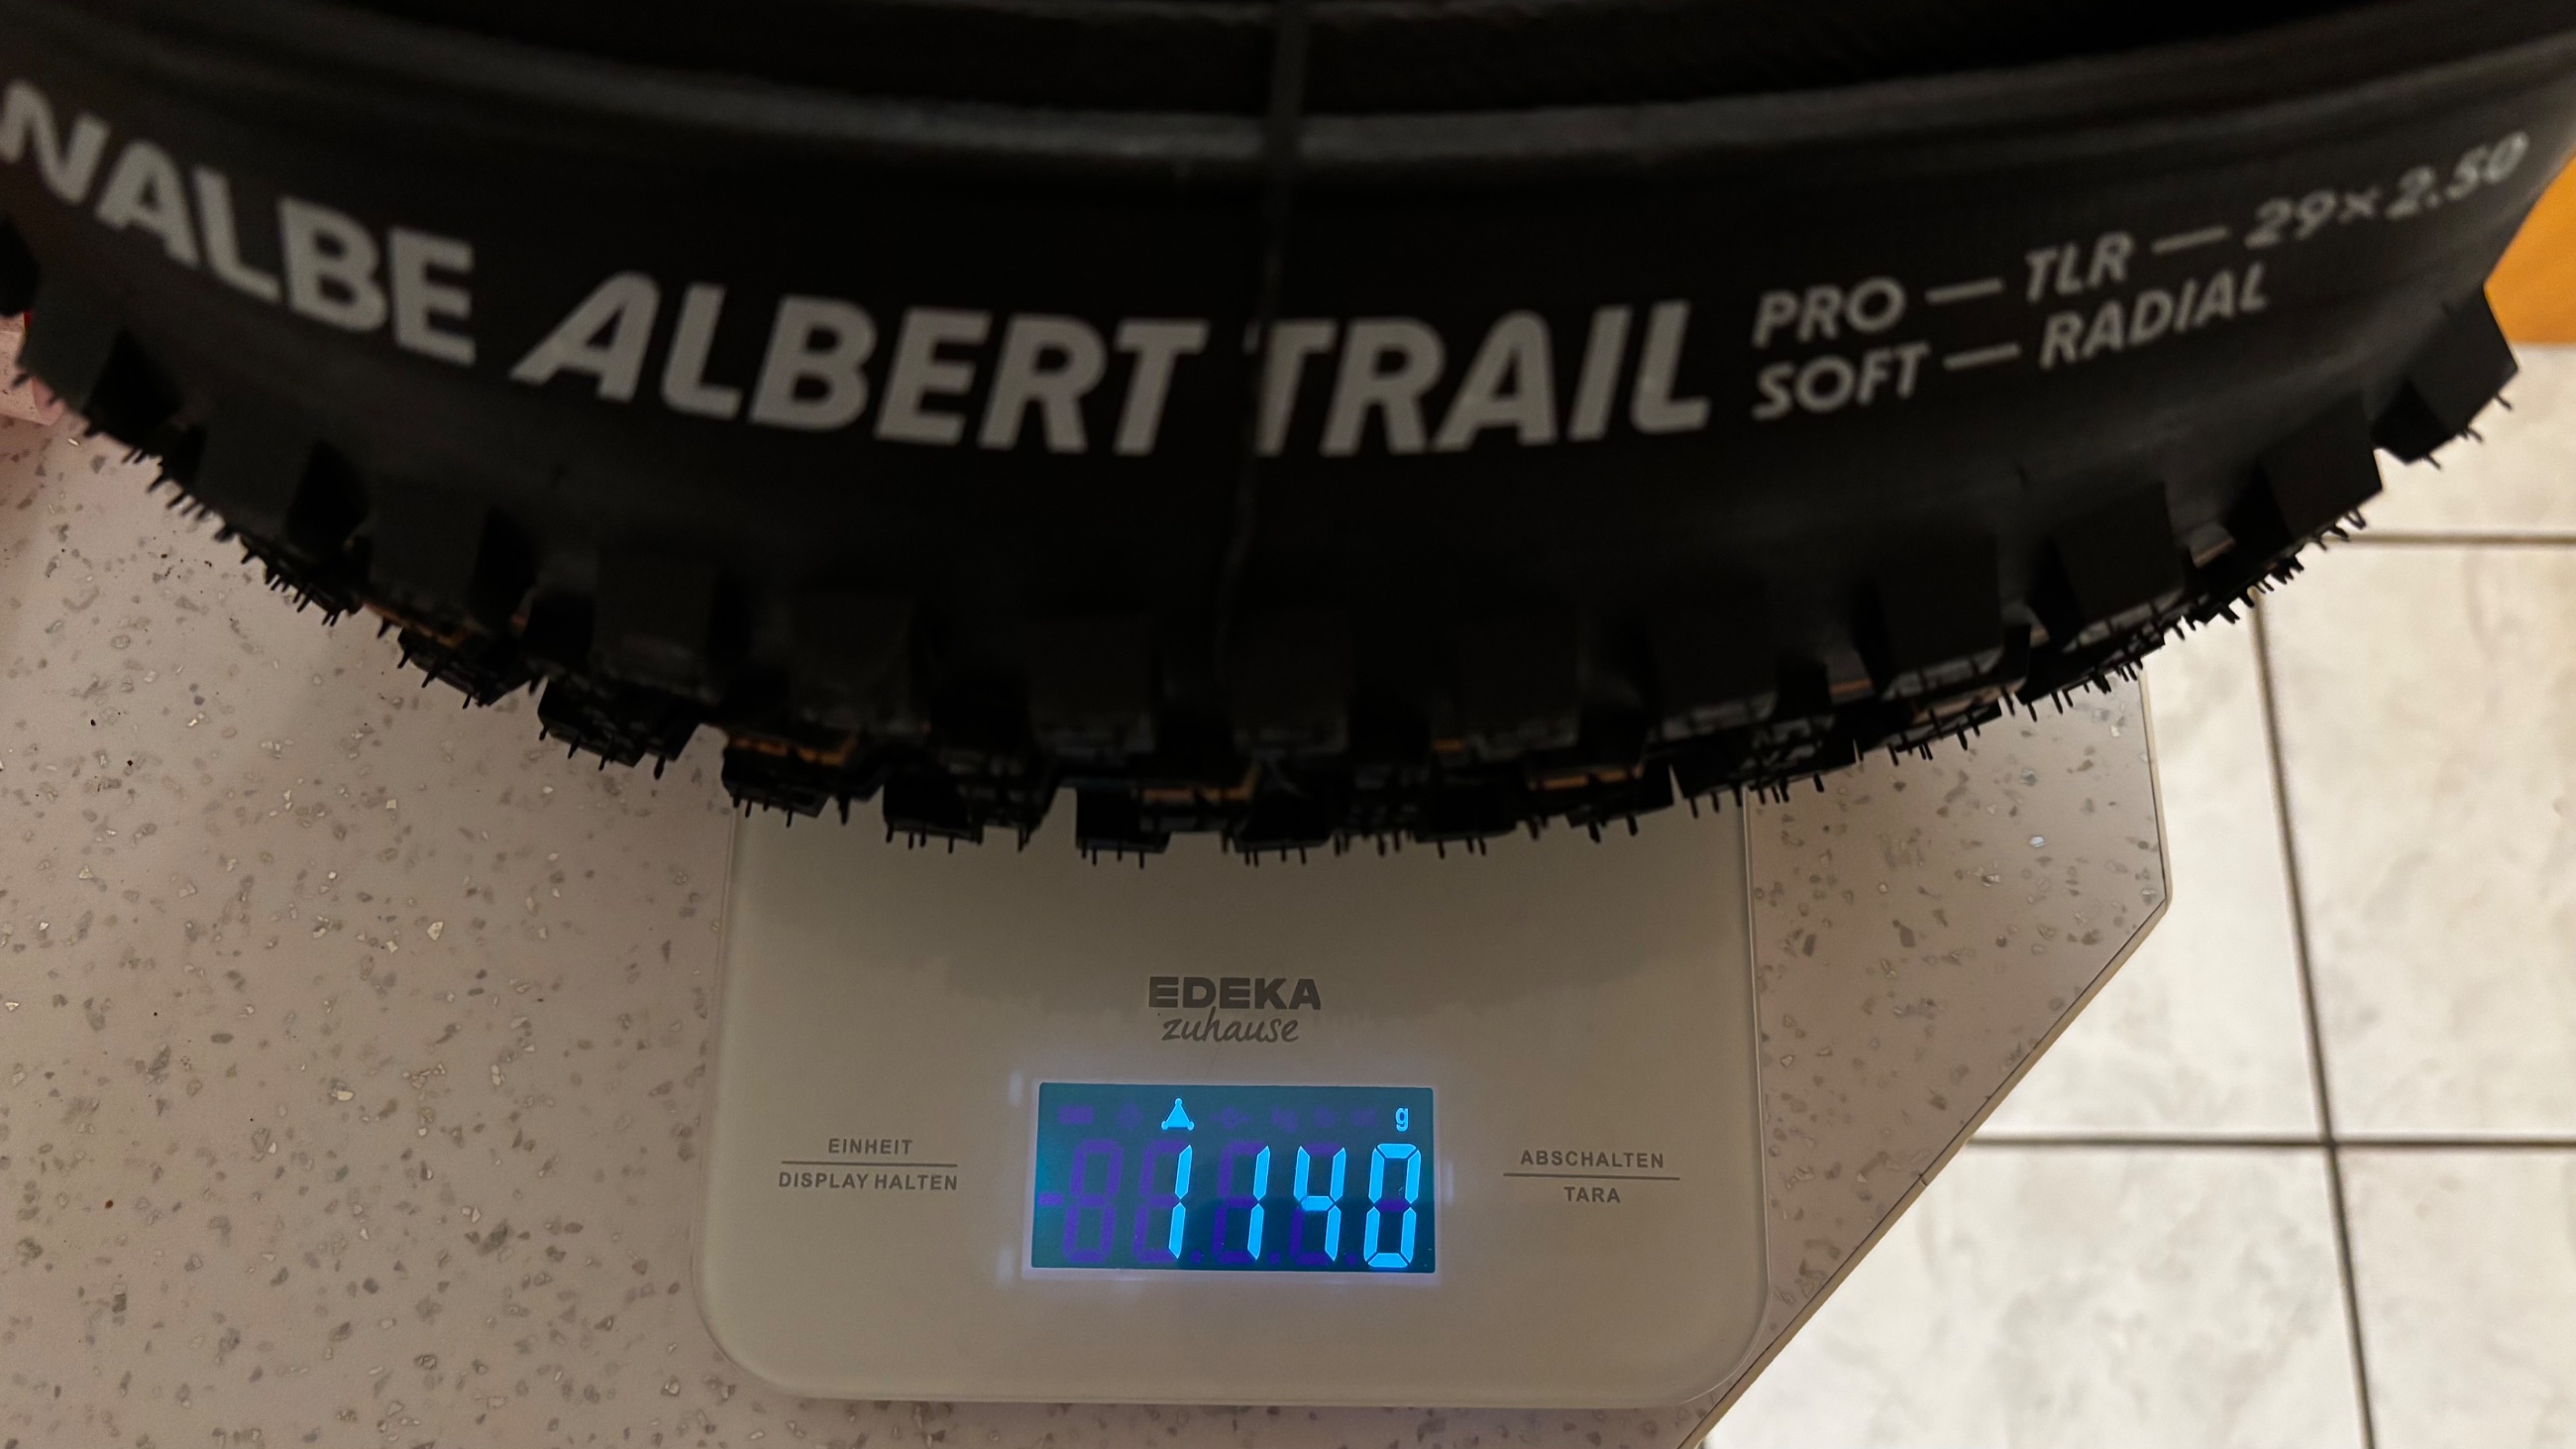 NALBE ALBERT TRAIL
PRO — TLR — 29×2.50
SOFT — RADIAL
EDEKA
zuhause
EINHEIT
DISPLAY HALTEN
g
1140
ABSCHALTEN
TARA